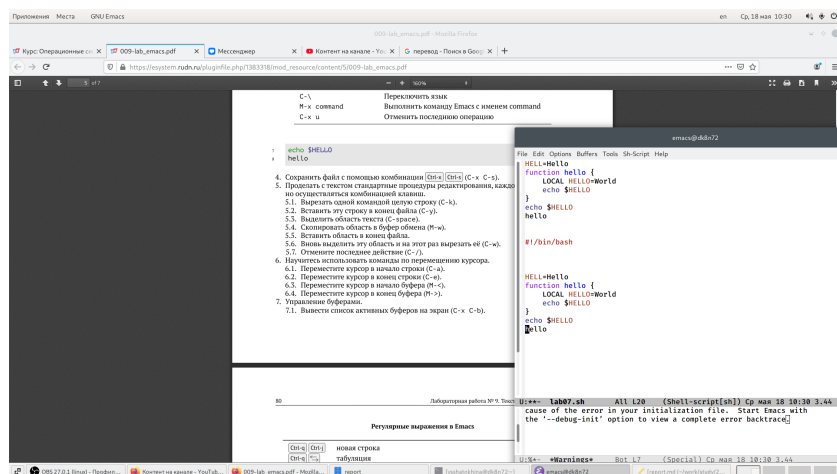 Приложения Места GNU Emacs en Ср, 18 мая 10:30
009-lab_emacs.pdf - Mozilla Firefox
Курс: Операционные си 009-lab_emacs.pdf Мессенджер Контент на канале - You перевод - Поиск в Googl
https://esystem.rudn.ru/pluginfile.php/1383318/mod_resource/content/5/009-lab_emacs.pdf
5 of 7 160%
C-\ Переключить язык
M-x command Выполнить команду Emacs с именем command
C-x u Отменить последнюю операцию
7 echo $HELLO
8 hello
4. Сохранить файл с помощью комбинации Ctrl-x Ctrl-s (C-x C-s).
5. Проделать с текстом стандартные процедуры редактирования, каждо
но осуществляться комбинацией клавиш.
5.1. Вырезать одной командой целую строку (C-k).
5.2. Вставить эту строку в конец файла (C-y).
5.3. Выделить область текста (C-space).
5.4. Скопировать область в буфер обмена (M-w).
5.5. Вставить область в конец файла.
5.6. Вновь выделить эту область и на этот раз вырезать её (C-w).
5.7. Отмените последнее действие (C-/).
6. Научитесь использовать команды по перемещению курсора.
6.1. Переместите курсор в начало строки (C-a).
6.2. Переместите курсор в конец строки (C-e).
6.3. Переместите курсор в начало буфера (M-<).
6.4. Переместите курсор в конец буфера (M->).
7. Управление буферами.
7.1. Вывести список активных буферов на экран (C-x C-b).
80 Лабораторная работа № 9. Текс
Регулярные выражения в Emacs
Ctrl-q Ctrl-j новая строка
Ctrl-q табуляция
emacs@dk8n72
File Edit Options Buffers Tools Sh-Script Help
HELL=Hello
function hello {
LOCAL HELLO=World
echo $HELLO
}
echo $HELLO
hello
#!/bin/bash
HELL=Hello
function hello {
LOCAL HELLO=World
echo $HELLO
}
echo $HELLO
hello
U:**- lab07.sh All L20 (Shell-script[sh]) Ср мая 18 10:30 3.44
cause of the error in your initialization file. Start Emacs with
the '--debug-init' option to view a complete error backtrace.
U:%*- *Warnings* Bot L7 (Special) Ср мая 18 10:30 3.44
OBS 27.0.1 (linux) - Профил... Контент на канале - YouTub... 009-lab_emacs.pdf - Mozilla... report emacs@dk8n72